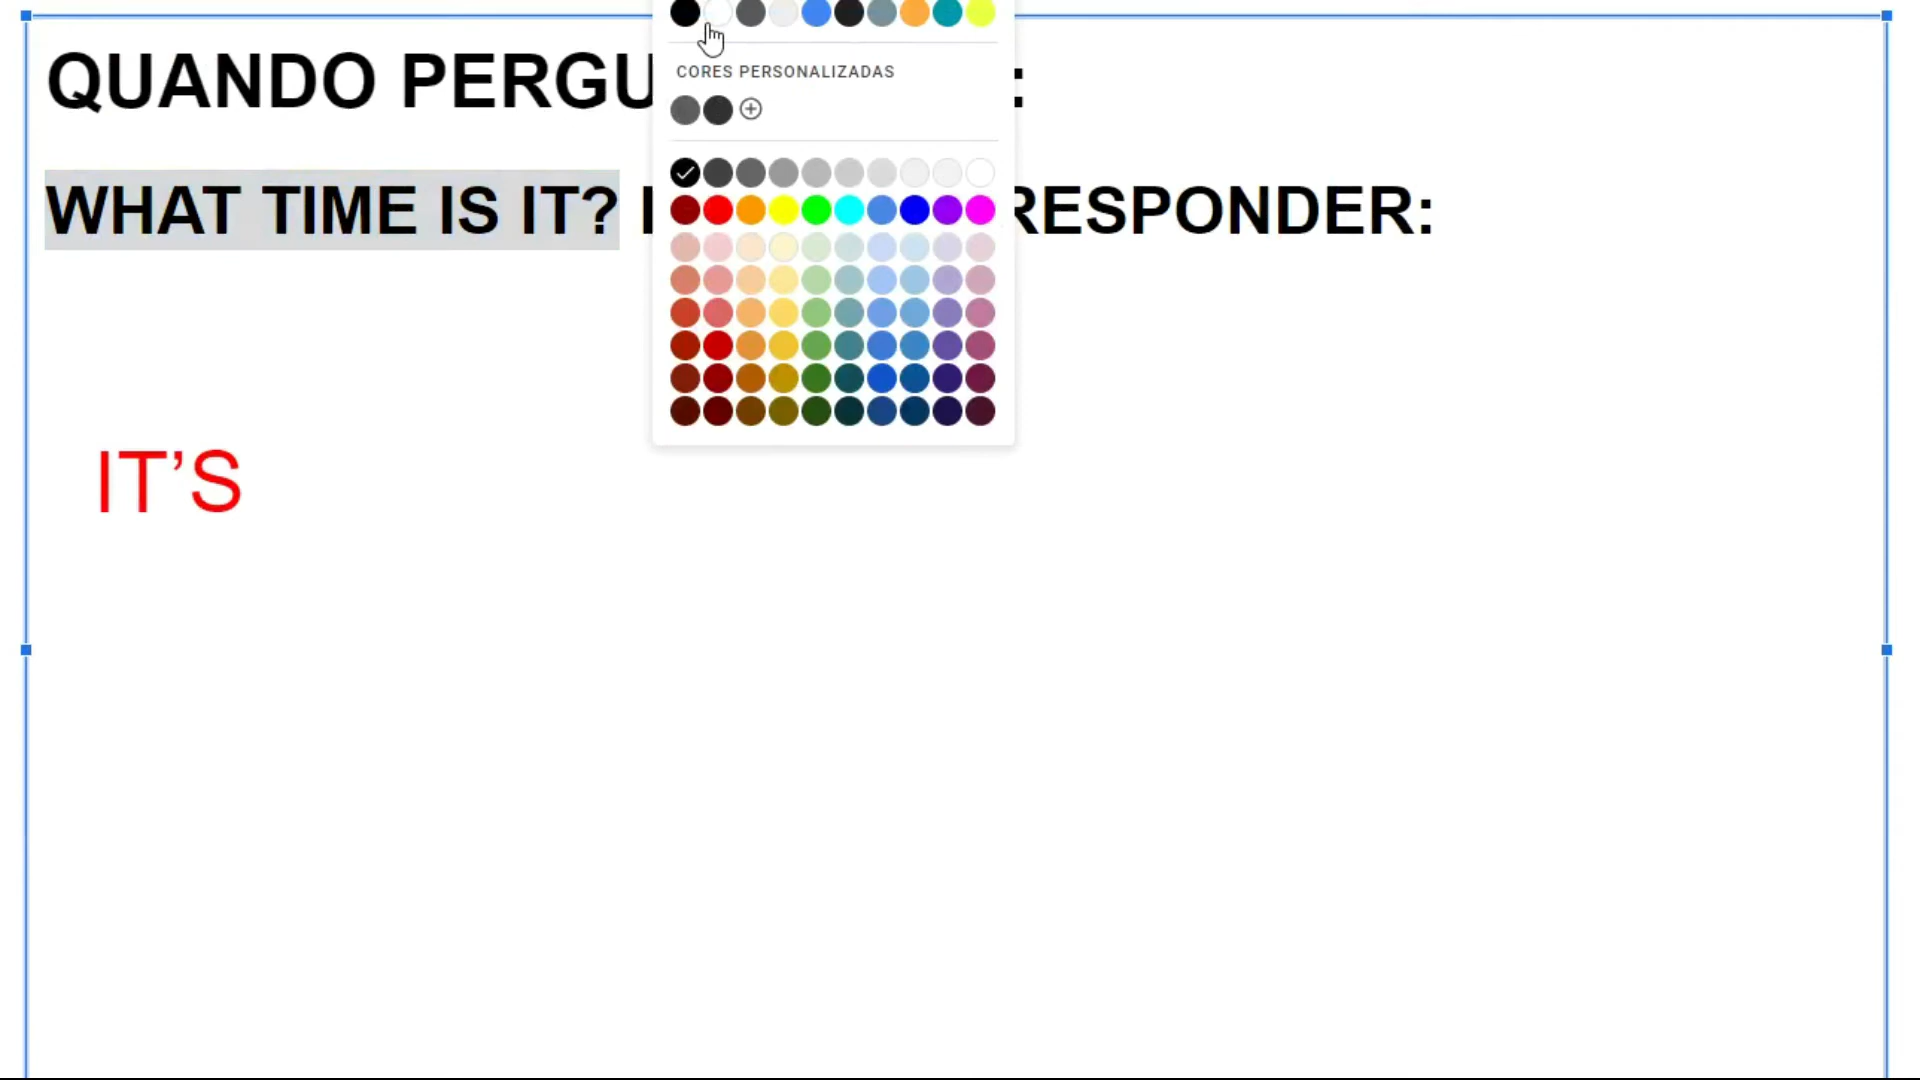 QUANDO PERGU :
CORES PERSONALIZADAS
WHAT TIME IS IT? RESPONDER:
IT’S